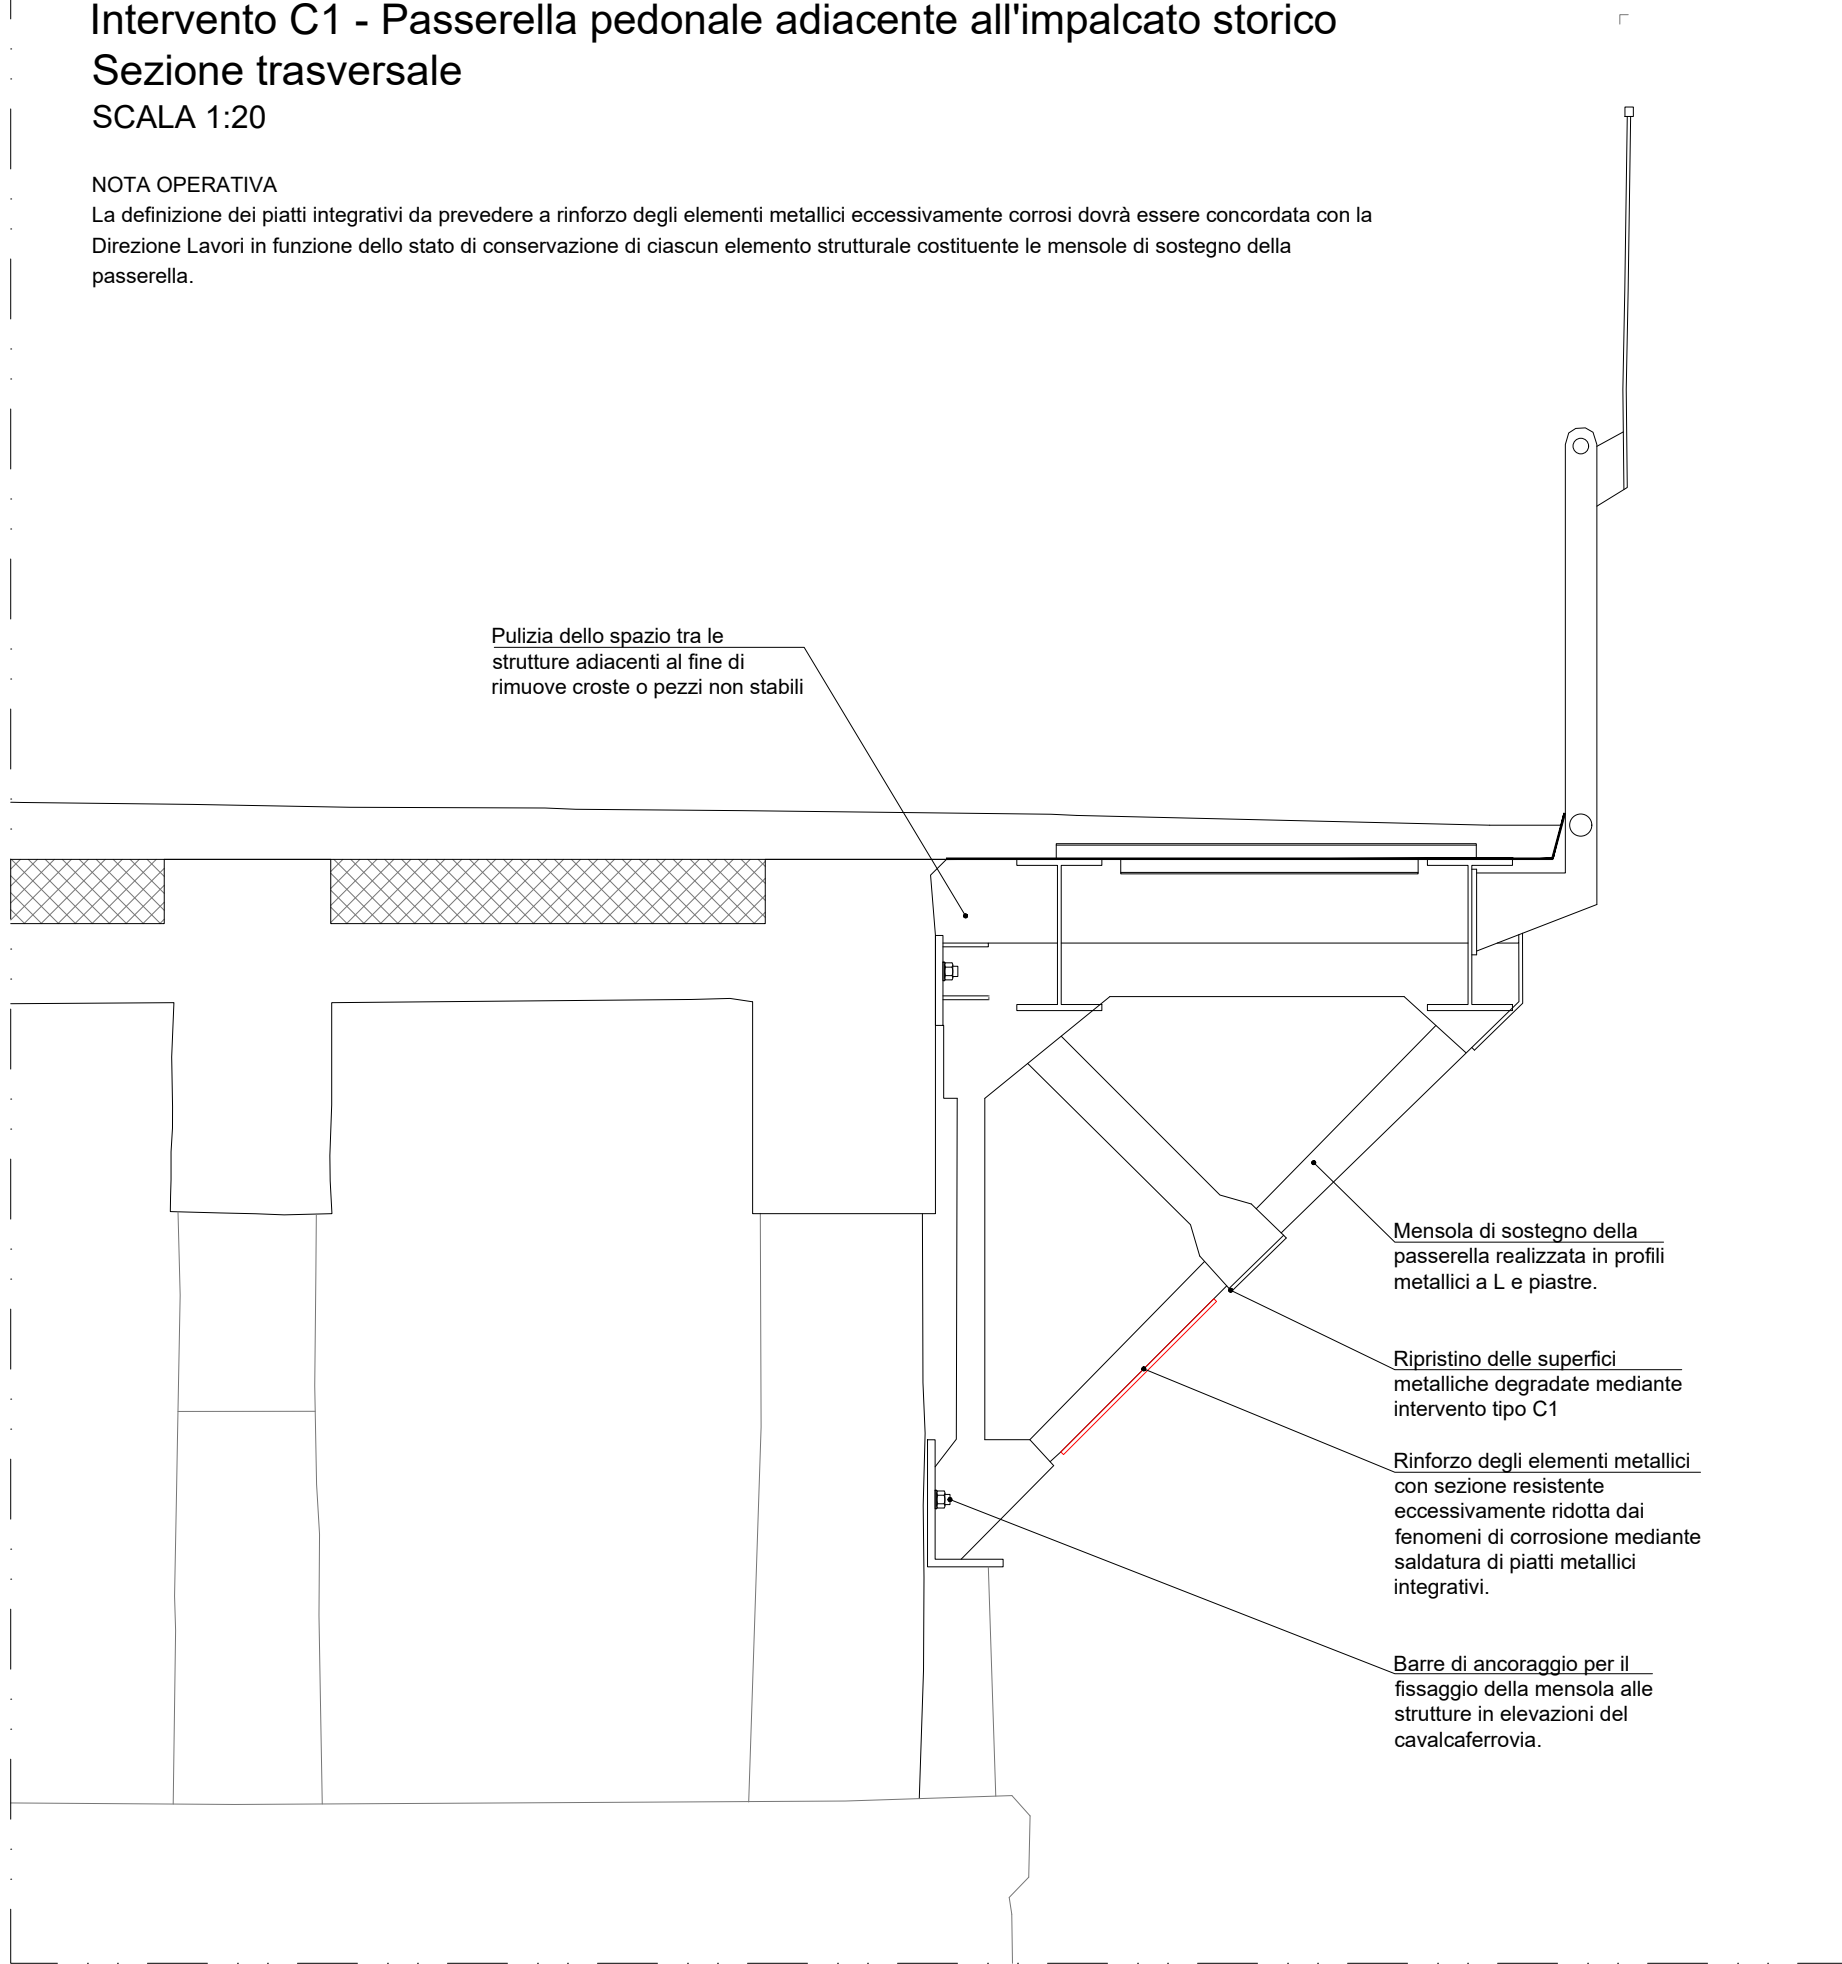 Intervento C1 - Passerella pedonale adiacente all'impalcato storico
Sezione trasversale
SCALA 1:20
NOTA OPERATIVA
La definizione dei piatti integrativi da prevedere a rinforzo degli elementi metallici eccessivamente corrosi dovrà essere concordata con la
Direzione Lavori in funzione dello stato di conservazione di ciascun elemento strutturale costituente le mensole di sostegno della
passerella.
Pulizia dello spazio tra le
strutture adiacenti al fine di
rimuove croste o pezzi non stabili
Mensola di sostegno della
passerella realizzata in profili
metallici a L e piastre.
Ripristino delle superfici
metalliche degradate mediante
intervento tipo C1
Rinforzo degli elementi metallici
con sezione resistente
eccessivamente ridotta dai
fenomeni di corrosione mediante
saldatura di piatti metallici
integrativi.
Barre di ancoraggio per il
fissaggio della mensola alle
strutture in elevazioni del
cavalcaferrovia.